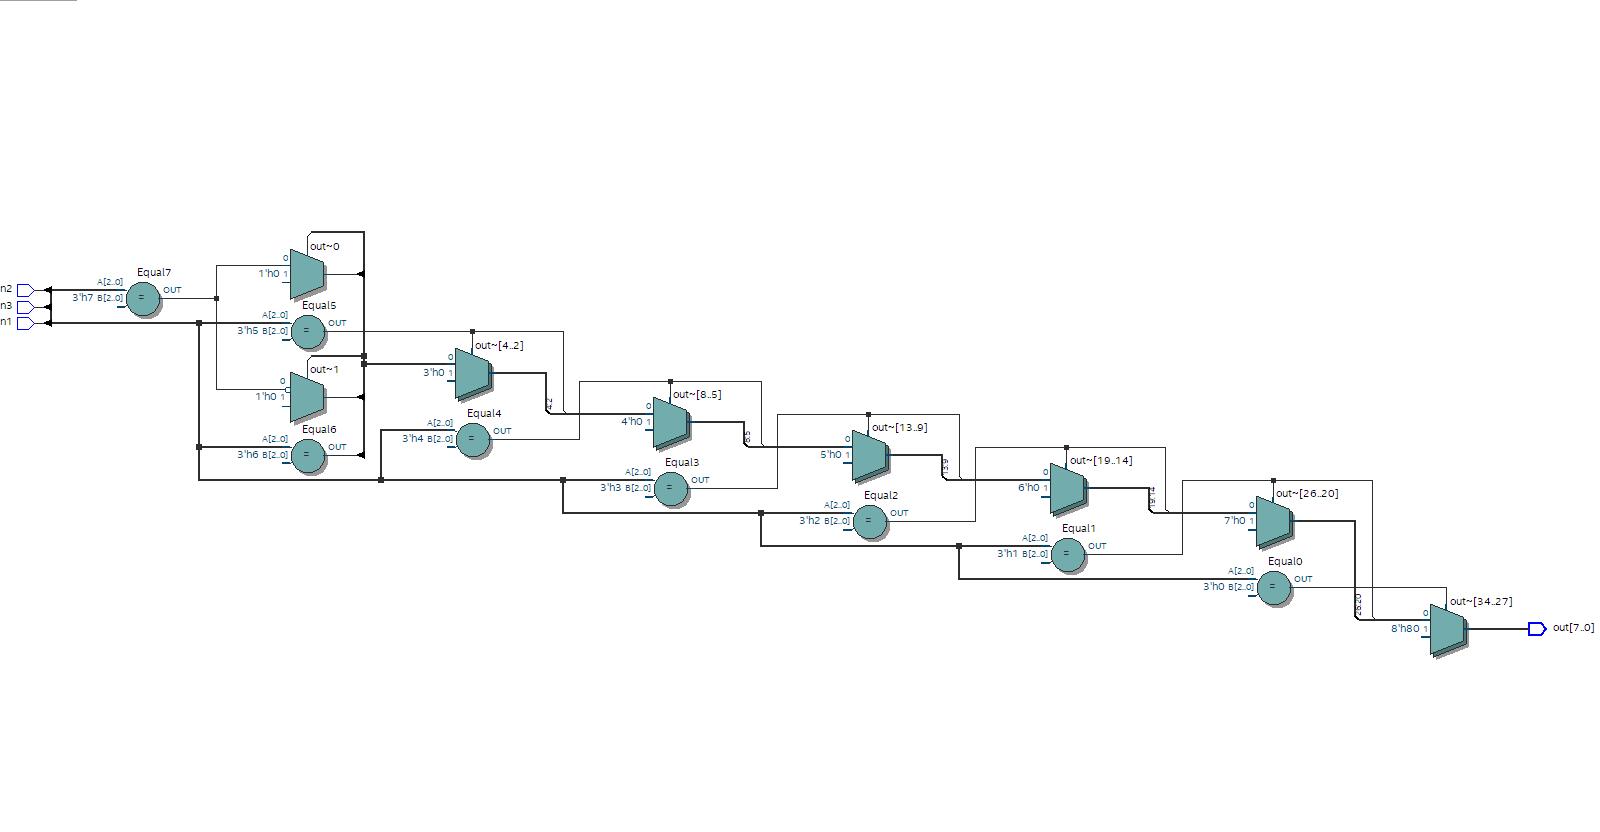 n2
n3
n1
Equal7
A[2..0]
3'h7 B[2..0]
=
OUT
out~0
0
1'h0 1
Equal5
A[2..0]
3'h5 B[2..0]
=
OUT
out~1
0
1'h0 1
Equal6
A[2..0]
3'h6 B[2..0]
=
OUT
out~[4..2]
0
3'h0 1
4:2
Equal4
A[2..0]
3'h4 B[2..0]
=
OUT
out~[8..5]
0
4'h0 1
8:5
Equal3
A[2..0]
3'h3 B[2..0]
=
OUT
out~[13..9]
0
5'h0 1
13:9
Equal2
A[2..0]
3'h2 B[2..0]
=
OUT
out~[19..14]
0
6'h0 1
19:14
Equal1
A[2..0]
3'h1 B[2..0]
=
OUT
out~[26..20]
0
7'h0 1
26:20
Equal0
A[2..0]
3'h0 B[2..0]
=
OUT
out~[34..27]
0
8'h80 1
out[7..0]